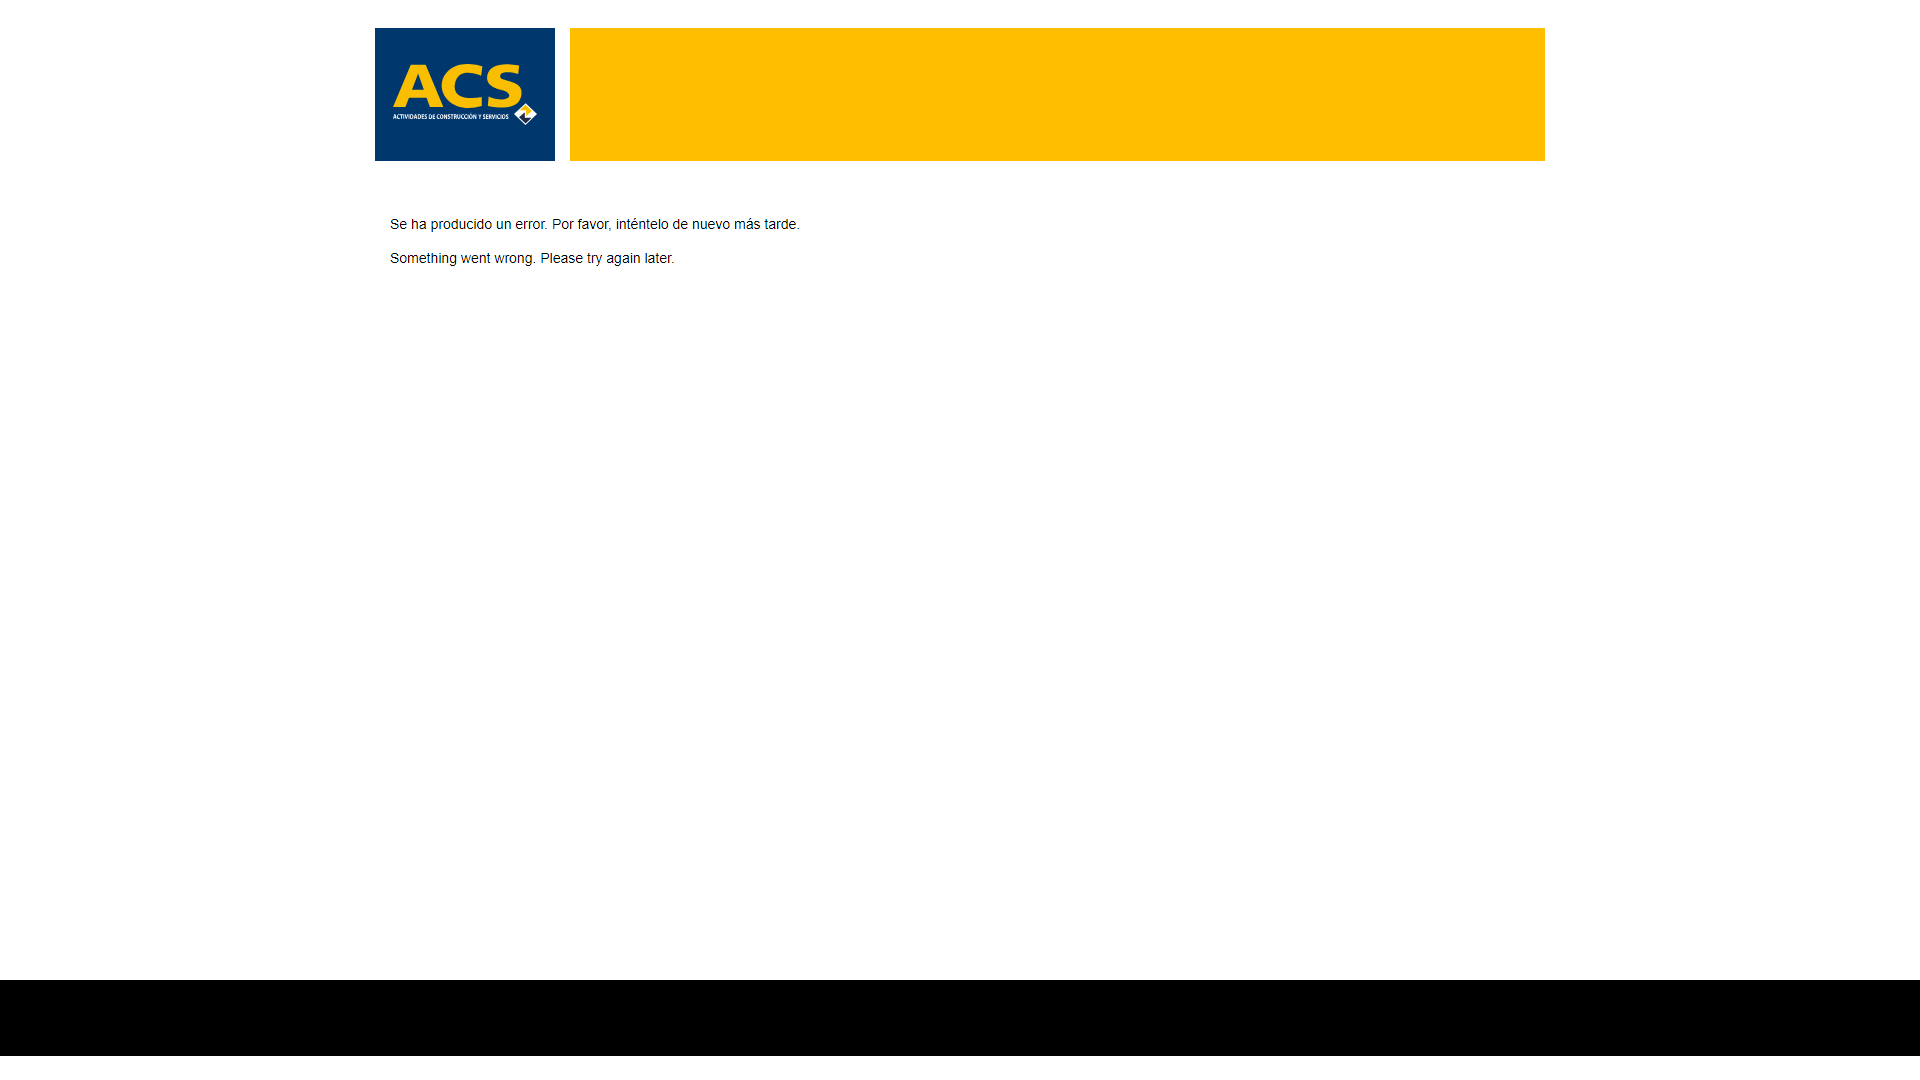 ACS
ACTIVIDADES DE CONSTRUCCIÓN Y SERVICIOS
Se ha producido un error. Por favor, inténtelo de nuevo más tarde.
Something went wrong. Please try again later.